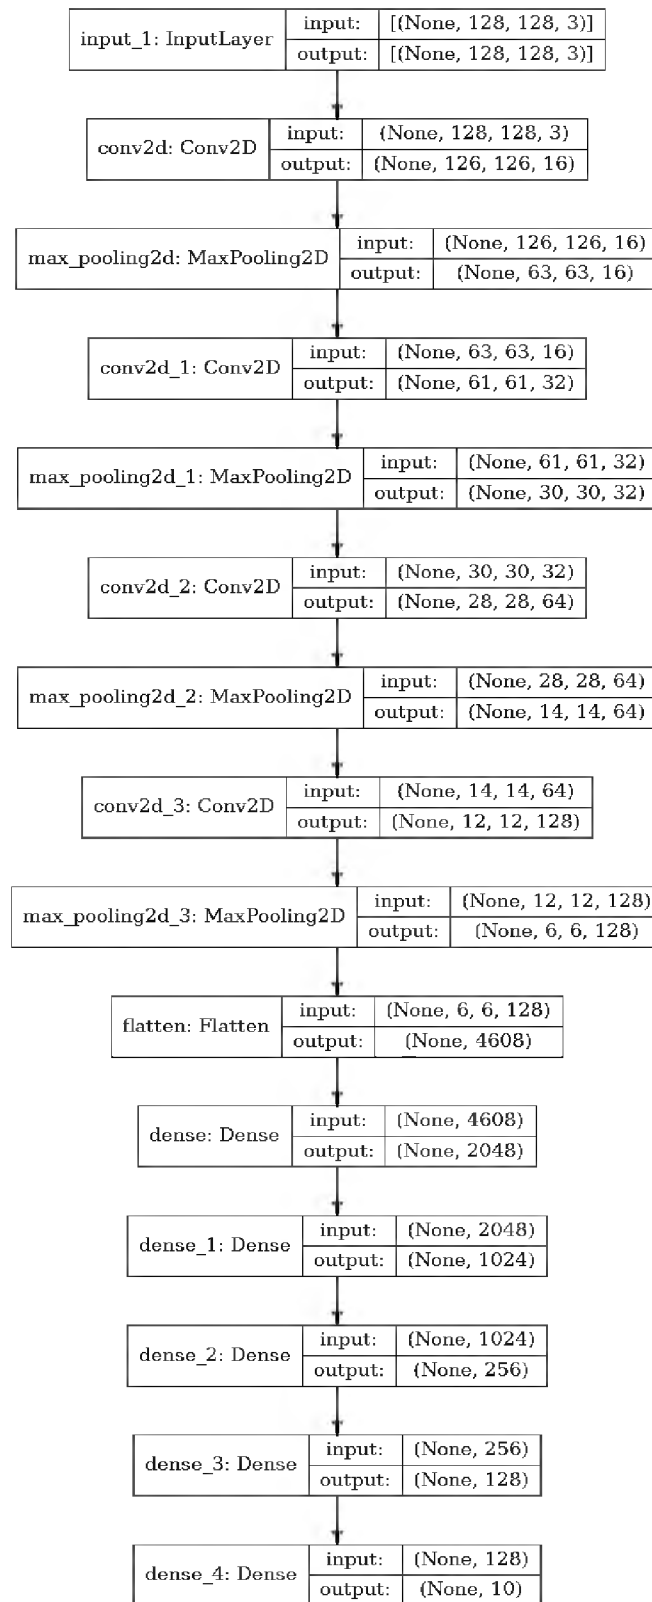 input_1: InputLayer
input: [(None, 128, 128, 3)]
output: [(None, 128, 128, 3)]
conv2d: Conv2D
input: (None, 128, 128, 3)
output: (None, 126, 126, 16)
max_pooling2d: MaxPooling2D
input: (None, 126, 126, 16)
output: (None, 63, 63, 16)
conv2d_1: Conv2D
input: (None, 63, 63, 16)
output: (None, 61, 61, 32)
max_pooling2d_1: MaxPooling2D
input: (None, 61, 61, 32)
output: (None, 30, 30, 32)
conv2d_2: Conv2D
input: (None, 30, 30, 32)
output: (None, 28, 28, 64)
max_pooling2d_2: MaxPooling2D
input: (None, 28, 28, 64)
output: (None, 14, 14, 64)
conv2d_3: Conv2D
input: (None, 14, 14, 64)
output: (None, 12, 12, 128)
max_pooling2d_3: MaxPooling2D
input: (None, 12, 12, 128)
output: (None, 6, 6, 128)
flatten: Flatten
input: (None, 6, 6, 128)
output: (None, 4608)
dense: Dense
input: (None, 4608)
output: (None, 2048)
dense_1: Dense
input: (None, 2048)
output: (None, 1024)
dense_2: Dense
input: (None, 1024)
output: (None, 256)
dense_3: Dense
input: (None, 256)
output: (None, 128)
dense_4: Dense
input: (None, 128)
output: (None, 10)